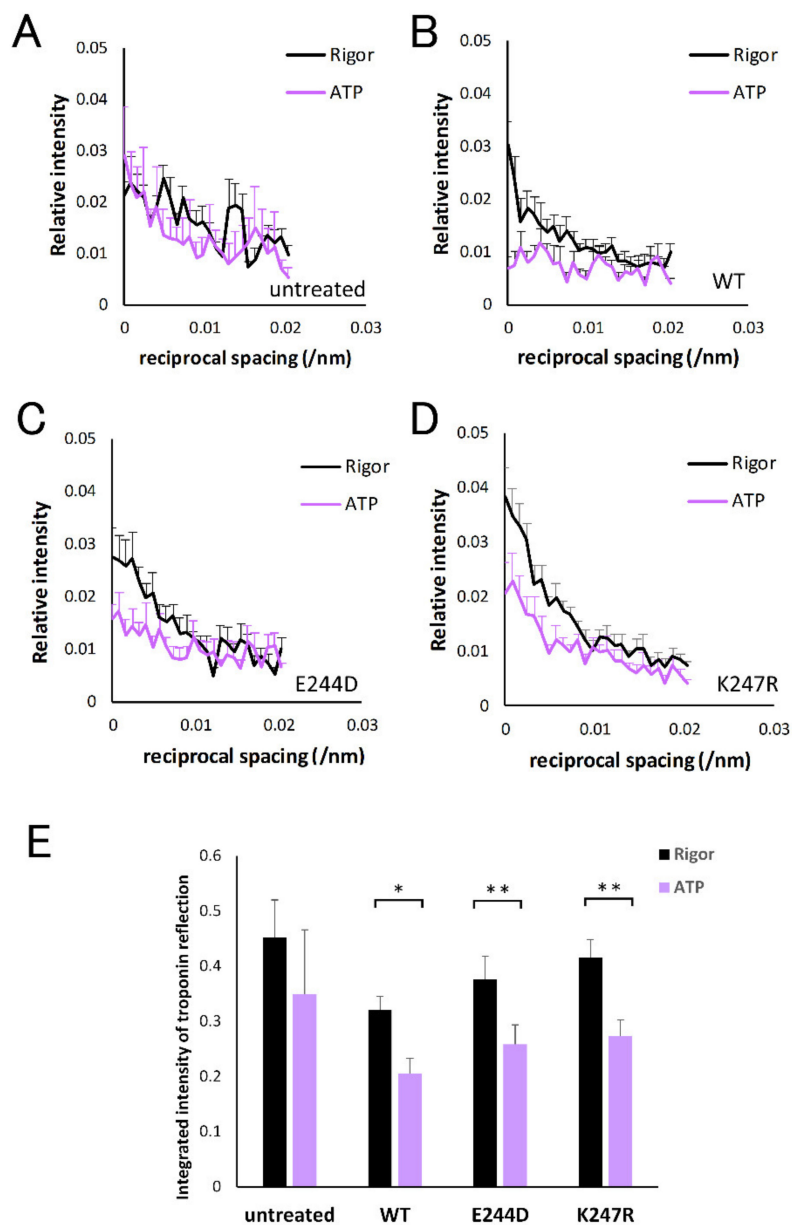 A
0.05
0.04
0.03
0.02
0.01
0
Relative intensity
Rigor
ATP
untreated
0
0.01
0.02
0.03
reciprocal spacing (/nm)
B
0.05
0.04
0.03
0.02
0.01
0
Relative intensity
Rigor
ATP
WT
0
0.01
0.02
0.03
reciprocal spacing (/nm)
C
0.05
0.04
0.03
0.02
0.01
0
Relative intensity
Rigor
ATP
E244D
0
0.01
0.02
0.03
reciprocal spacing (/nm)
D
0.05
0.04
0.03
0.02
0.01
0
Relative intensity
Rigor
ATP
K247R
0
0.01
0.02
0.03
reciprocal spacing (/nm)
E
0.6
0.5
0.4
0.3
0.2
0.1
0
Integrated intensity of troponin reflection
Rigor
ATP
*
**
**
untreated
WT
E244D
K247R